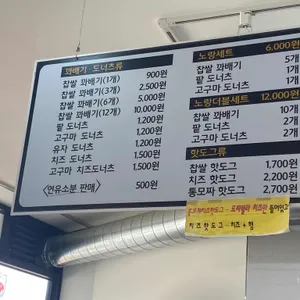 꽈배기 · 도너츠류
찹쌀 꽈배기(1개) 900원
찹쌀 꽈배기(3개) 2,500원
찹쌀 꽈배기(6개) 5,000원
찹쌀 꽈배기(12개) 10,000원
팥 도너츠 1,200원
고구마 도너츠 1,200원
유자 도너츠 1,200원
치즈 도너츠 1,500원
고구마 치즈도너츠 1,500원
<연유소분 판매> 500원
노랑세트 6,000원
찹쌀 꽈배기 5개
팥 도너츠 1개
고구마 도너츠 1개
노랑더블세트 12,000원
찹쌀 꽈배기 10개
팥 도너츠 2개
고구마 도너츠 2개
핫도그류
찹쌀 핫도그 1,700원
치즈 핫도그 2,200원
통모짜 핫도그 2,700원
치즈핫도그 - 치즈+햄